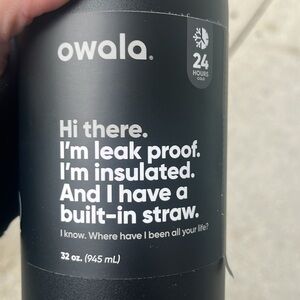 owala.
24
HOURS
COLD
Hi there.
I'm leak proof.
I'm insulated.
And I have a
built-in straw.
I know. Where have I been all your life?
32 oz. (945 mL)